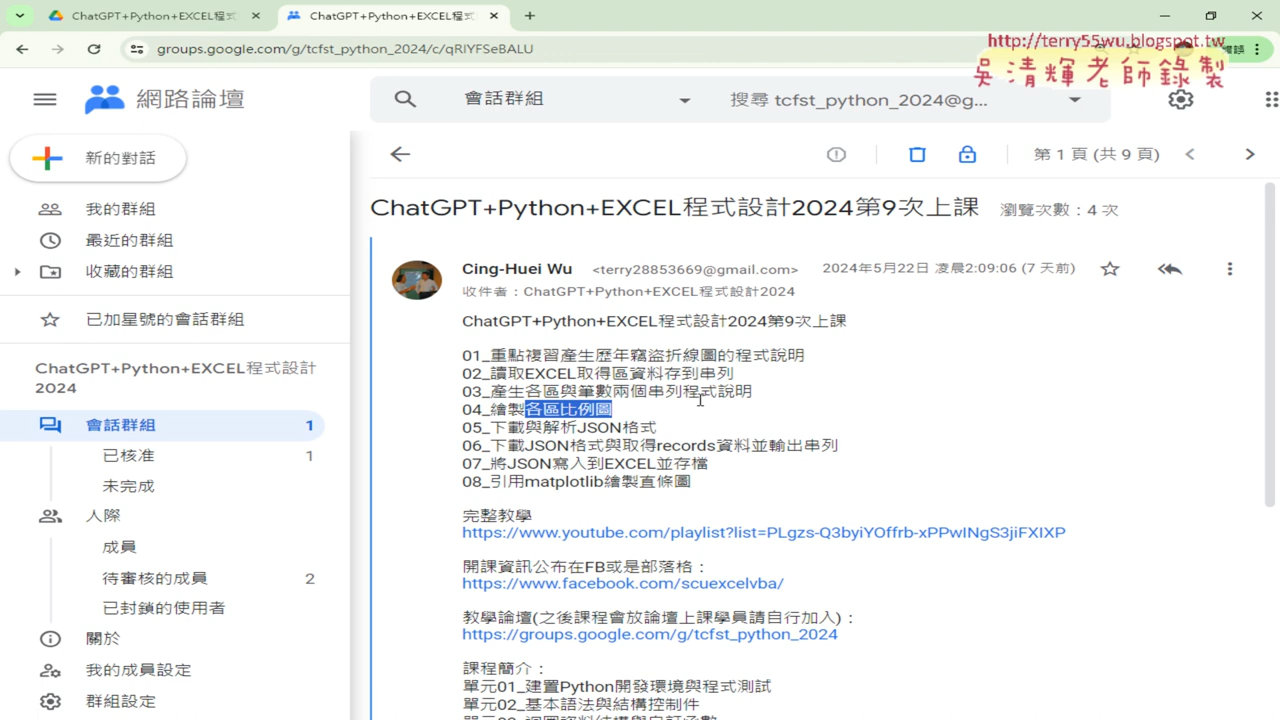 ChatGPT+Python+EXCEL程式
ChatGPT+Python+EXCEL程式
groups.google.com/g/tcfst_python_2024/c/qRlYFSeBALU
http://terry55wu.blogspot.tw
吳清輝老師錄製
網路論壇
會話群組
搜尋 tcfst_python_2024@g...
新的對話
第 1 頁 (共 9 頁)
我的群組
最近的群組
收藏的群組
已加星號的會話群組
ChatGPT+Python+EXCEL程式設計
2024
會話群組 1
已核准 1
未完成
人際
成員
待審核的成員 2
已封鎖的使用者
關於
我的成員設定
群組設定
ChatGPT+Python+EXCEL程式設計2024第9次上課 瀏覽次數：4 次
Cing-Huei Wu <terry28853669@gmail.com> 2024年5月22日 凌晨2:09:06 (7 天前)
收件者：ChatGPT+Python+EXCEL程式設計2024
ChatGPT+Python+EXCEL程式設計2024第9次上課
01_重點複習產生歷年竊盜折線圖的程式說明
02_讀取EXCEL取得區資料存到串列
03_產生各區與筆數兩個串列程式說明
04_繪製各區比例圖
05_下載與解析JSON格式
06_下載JSON格式與取得records資料並輸出串列
07_將JSON寫入到EXCEL並存檔
08_引用matplotlib繪製直條圖
完整教學
https://www.youtube.com/playlist?list=PLgzs-Q3byiYOffrb-xPPwINgS3jiFXIXP
開課資訊公布在FB或是部落格：
https://www.facebook.com/scuexcelvba/
教學論壇(之後課程會放論壇上課學員請自行加入)：
https://groups.google.com/g/tcfst_python_2024
課程簡介：
單元01_建置Python開發環境與程式測試
單元02_基本語法與結構控制件